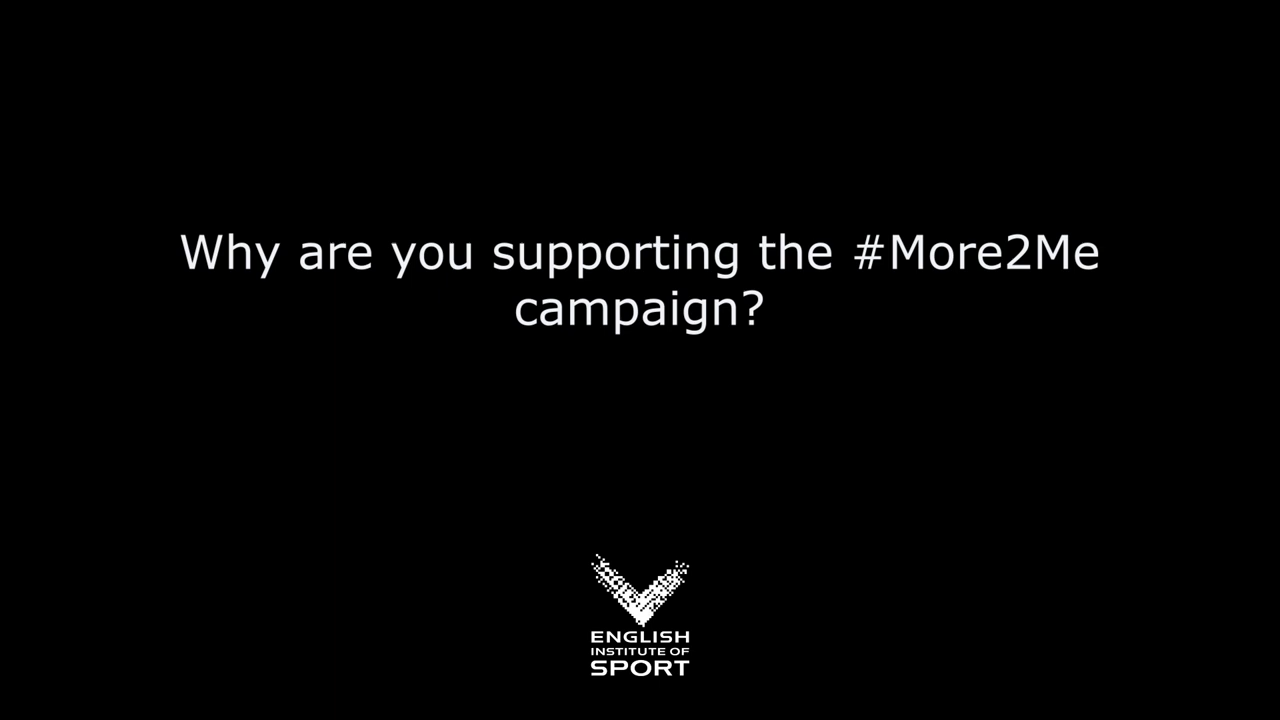 Why are you supporting the #More2Me
campaign?
ENGLISH
INSTITUTE OF
SPORT